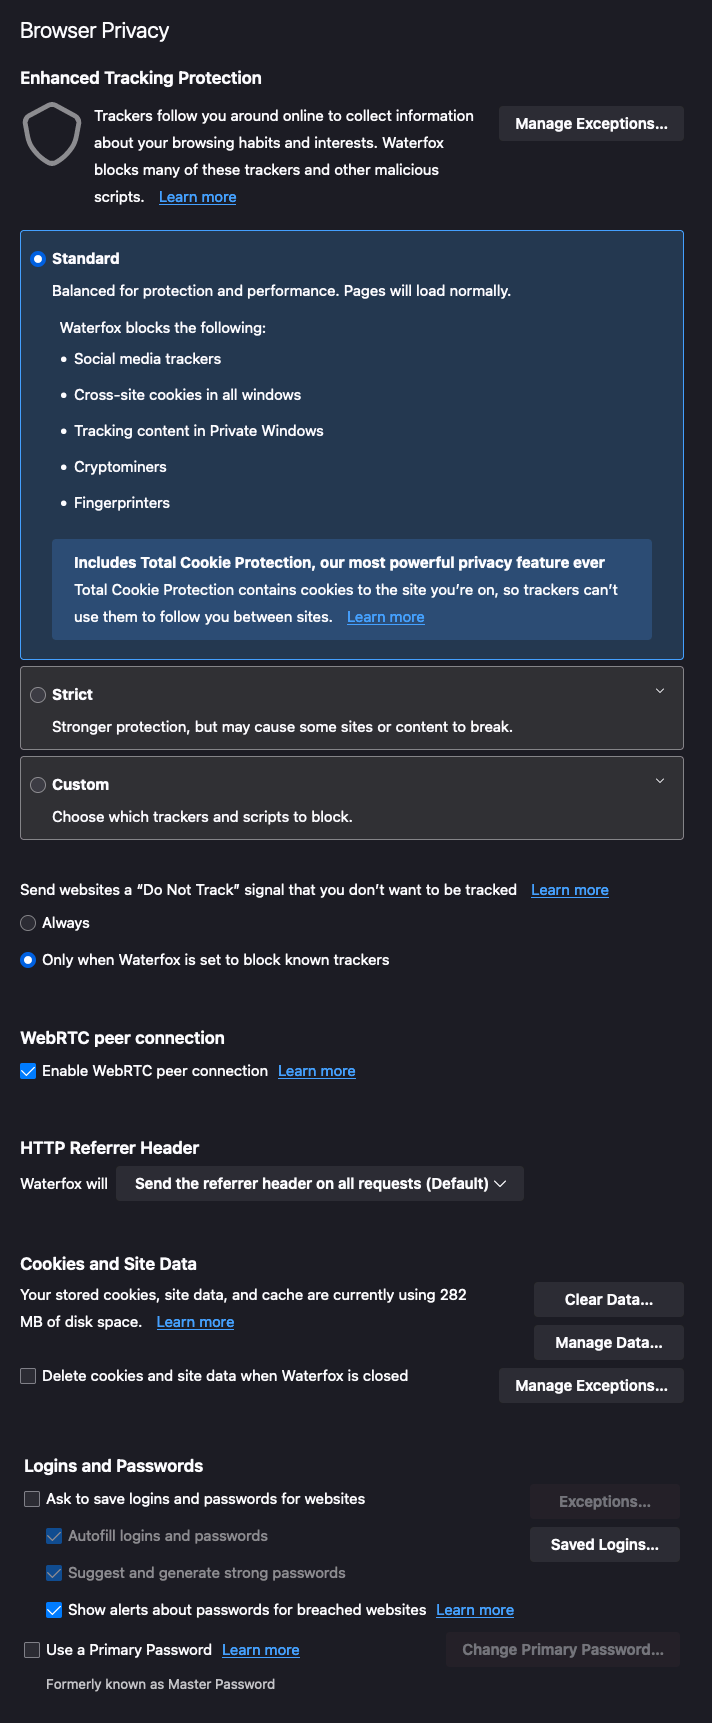 Browser Privacy
Enhanced Tracking Protection
Trackers follow you around online to collect information
about your browsing habits and interests. Waterfox
blocks many of these trackers and other malicious
scripts. Learn more
Manage Exceptions...
Standard
Balanced for protection and performance. Pages will load normally.
Waterfox blocks the following:
• Social media trackers
• Cross-site cookies in all windows
• Tracking content in Private Windows
• Cryptominers
• Fingerprinters
Includes Total Cookie Protection, our most powerful privacy feature ever
Total Cookie Protection contains cookies to the site you’re on, so trackers can’t
use them to follow you between sites. Learn more
Strict
Stronger protection, but may cause some sites or content to break.
Custom
Choose which trackers and scripts to block.
Send websites a “Do Not Track” signal that you don’t want to be tracked Learn more
Always
Only when Waterfox is set to block known trackers
WebRTC peer connection
Enable WebRTC peer connection Learn more
HTTP Referrer Header
Waterfox will Send the referrer header on all requests (Default)
Cookies and Site Data
Your stored cookies, site data, and cache are currently using 282
MB of disk space. Learn more
Clear Data...
Manage Data...
Delete cookies and site data when Waterfox is closed
Manage Exceptions...
Logins and Passwords
Ask to save logins and passwords for websites
Exceptions...
Autofill logins and passwords
Saved Logins...
Suggest and generate strong passwords
Show alerts about passwords for breached websites Learn more
Use a Primary Password Learn more
Change Primary Password...
Formerly known as Master Password